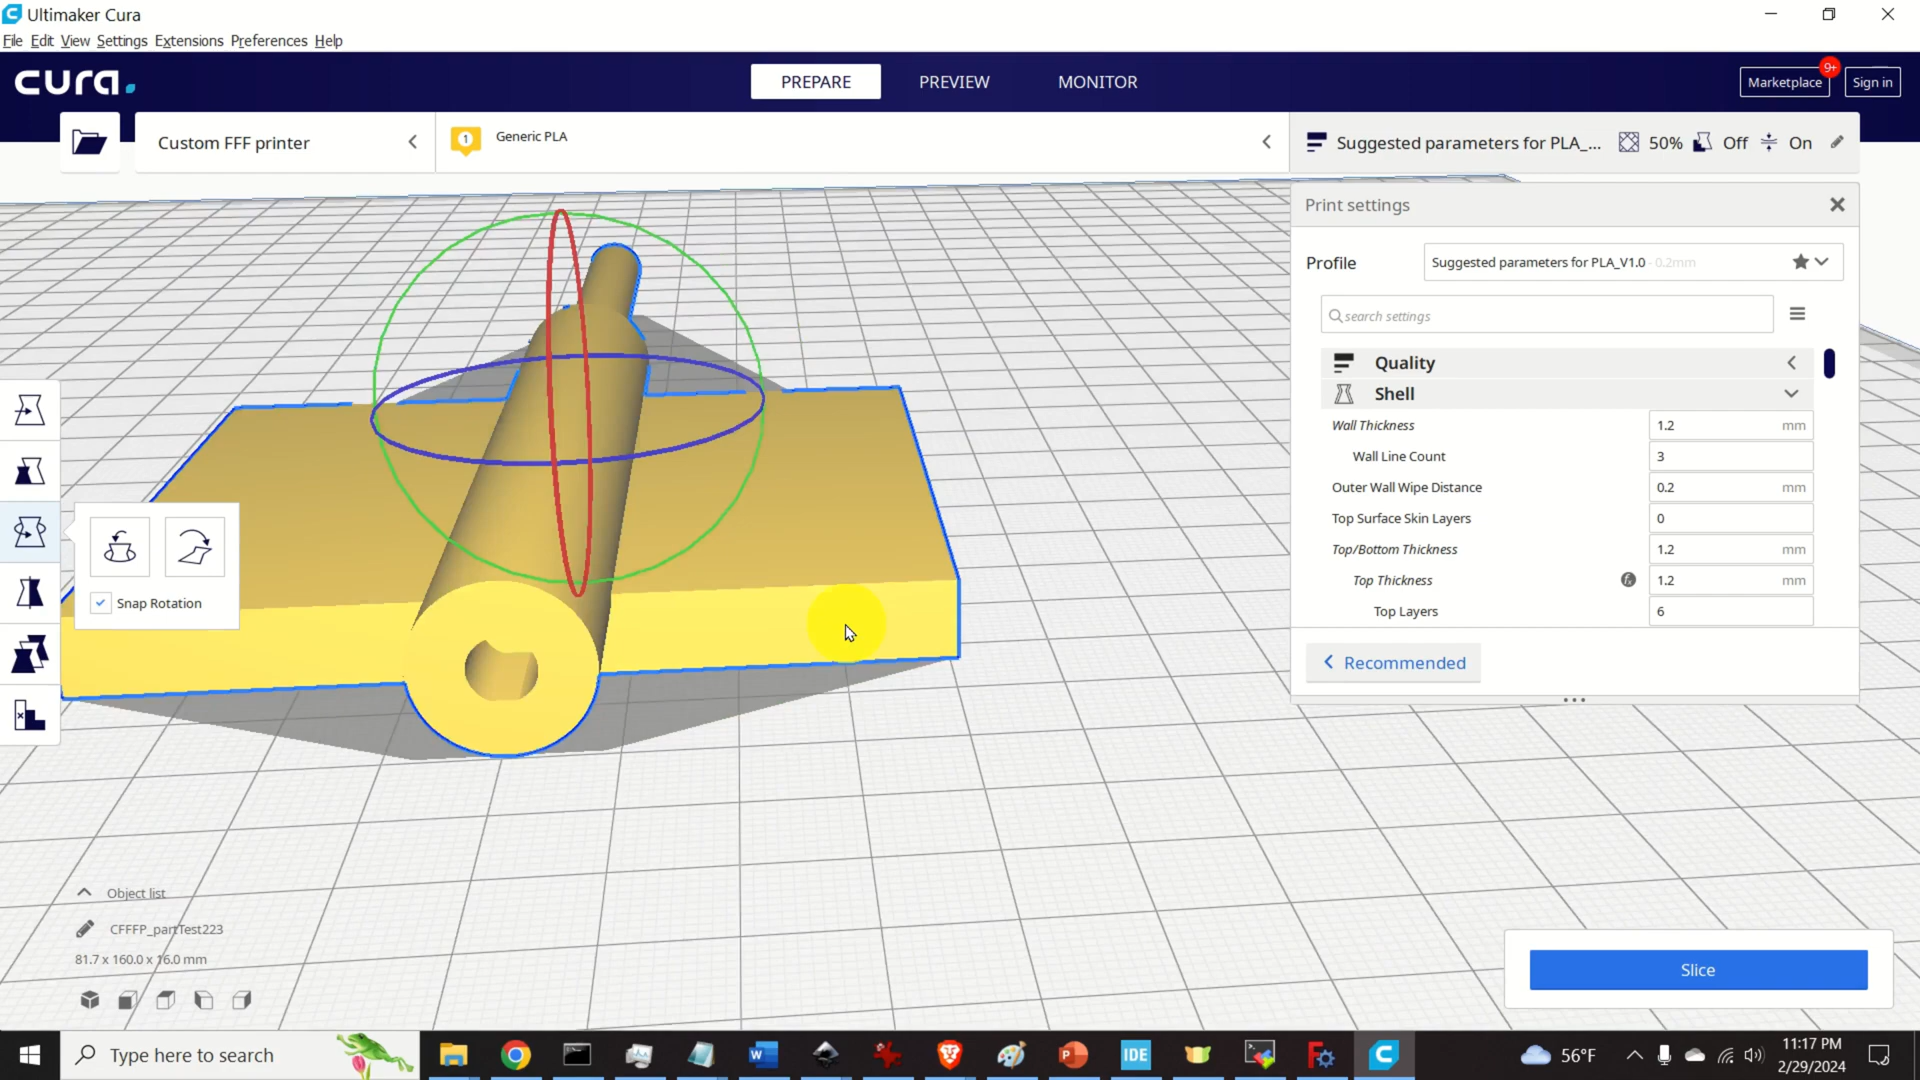 Ultimaker Cura
File Edit View Settings Extensions Preferences Help
cura.
PREPARE
PREVIEW
MONITOR
Marketplace
9+
Sign in
Custom FFF printer
1
Generic PLA
Suggested parameters for PLA_...
50%
Off
On
Print settings
Profile
Suggested parameters for PLA_V1.0 - 0.2mm
search settings
Quality
Shell
Wall Thickness 1.2 mm
Wall Line Count 3
Outer Wall Wipe Distance 0.2 mm
Top Surface Skin Layers 0
Top/Bottom Thickness 1.2 mm
Top Thickness 1.2 mm
Top Layers 6
Recommended
Snap Rotation
Object list
CFFFP_partTest223
81.7 x 160.0 x 16.0 mm
Slice
Type here to search
IDE
56°F
11:17 PM
2/29/2024